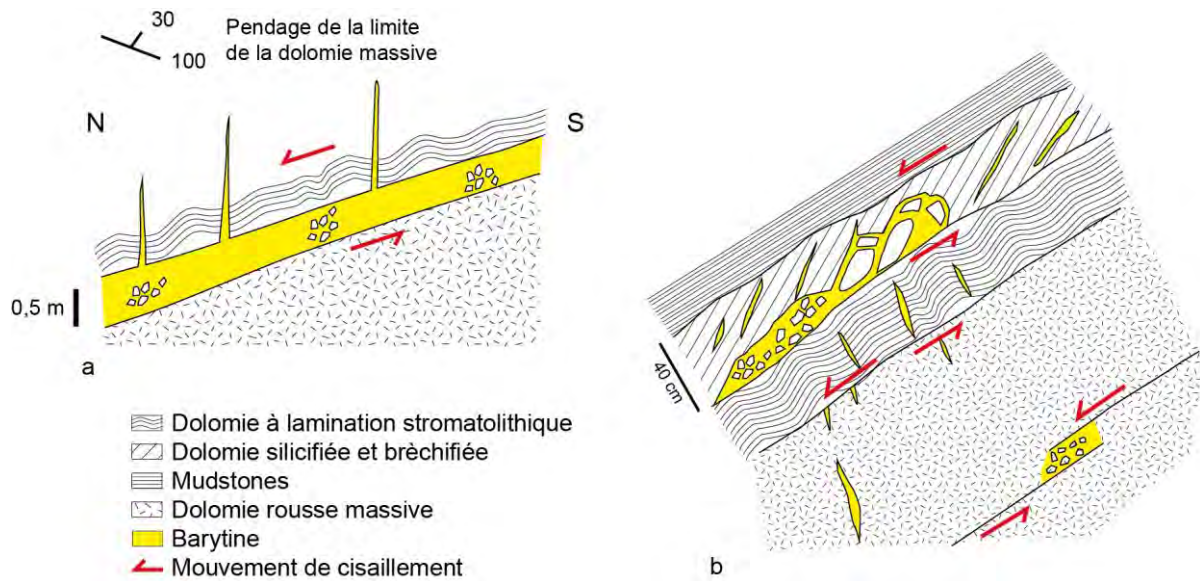 30
100
Pendage de la limite
de la dolomie massive
N
S
0,5 m
a
40 cm
b
Dolomie à lamination stromatolithique
Dolomie silicifiée et brèchifiée
Mudstones
Dolomie rousse massive
Barytine
Mouvement de cisaillement